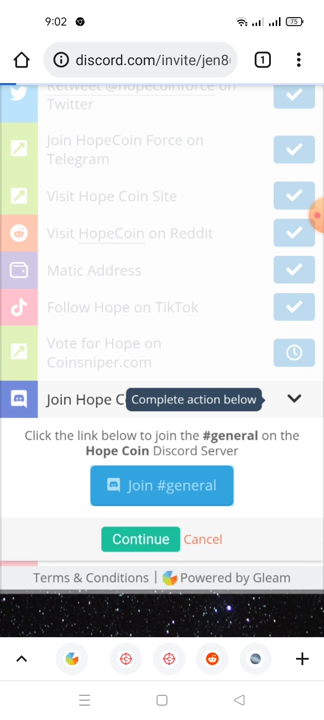 9:02
75
discord.com/invite/jen8
1
Retweet @hopecoinforce on
Twitter
Join HopeCoin Force on
Telegram
Visit Hope Coin Site
Visit HopeCoin on Reddit
Matic Address
Follow Hope on TikTok
Vote for Hope on
Coinsniper.com
Join Hope C
Complete action below
Click the link below to join the #general on the
Hope Coin Discord Server
Join #general
Continue Cancel
Terms & Conditions | Powered by Gleam